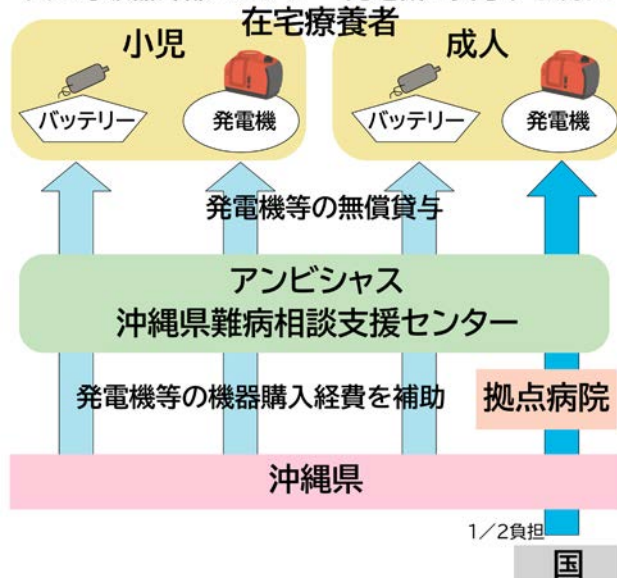 在宅療養者
小児
成人
バッテリー
発電機
バッテリー
発電機
発電機等の無償貸与
アンビシャス
沖縄県難病相談支援センター
発電機等の機器購入経費を補助
拠点病院
沖縄県
1/2負担
国